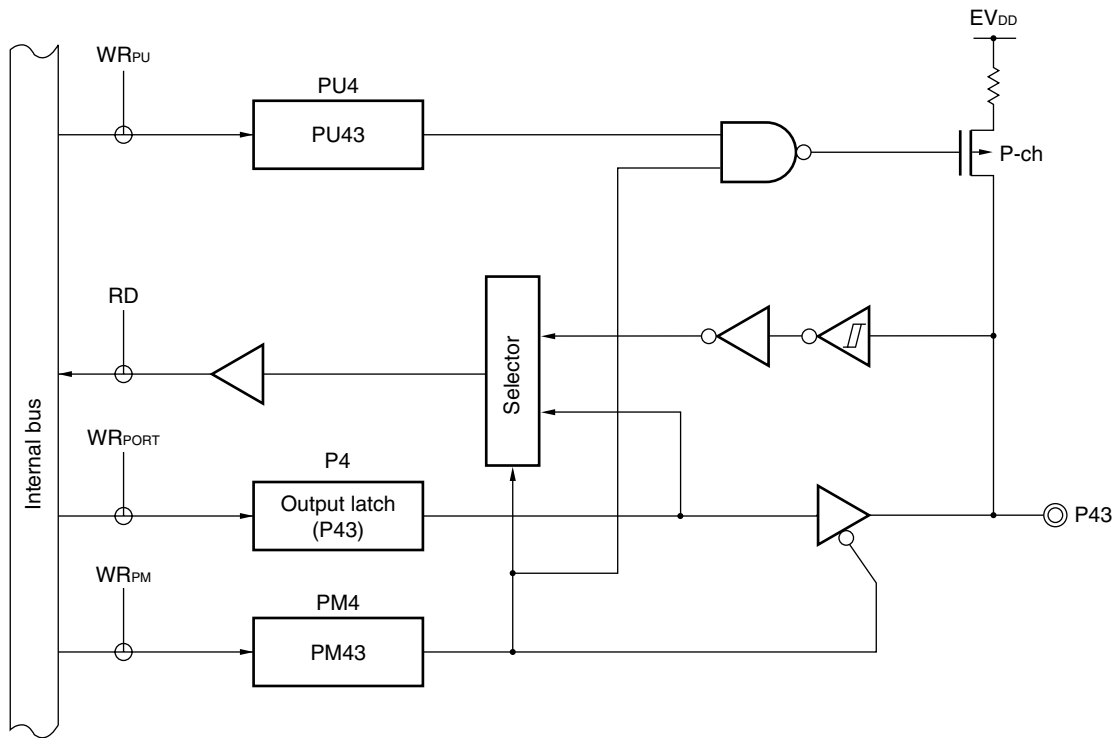 EVDD
WRPU
PU4
PU43
P-ch
RD
Selector
Internal bus
WRPORT
P4
Output latch
(P43)
P43
WRPM
PM4
PM43